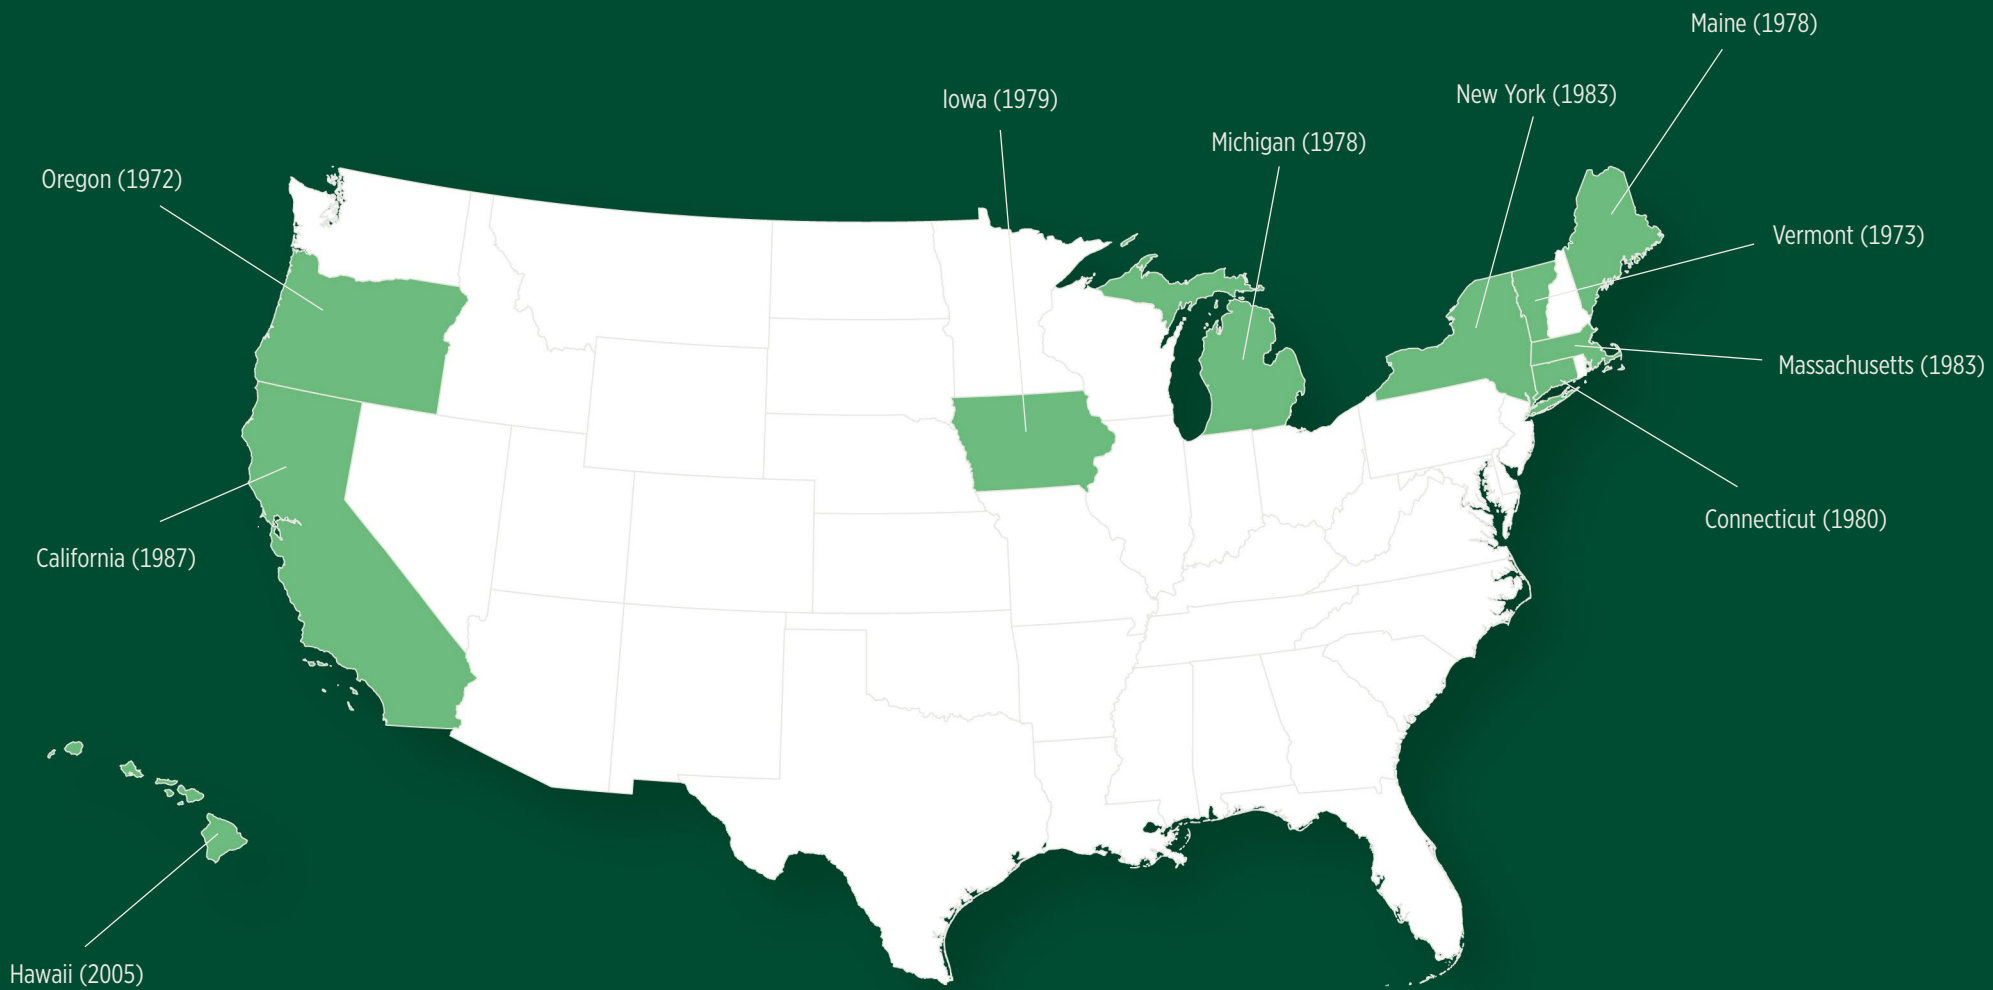 Maine (1978)
New York (1983)
Iowa (1979)
Michigan (1978)
Oregon (1972)
Vermont (1973)
Massachusetts (1983)
Connecticut (1980)
California (1987)
Hawaii (2005)